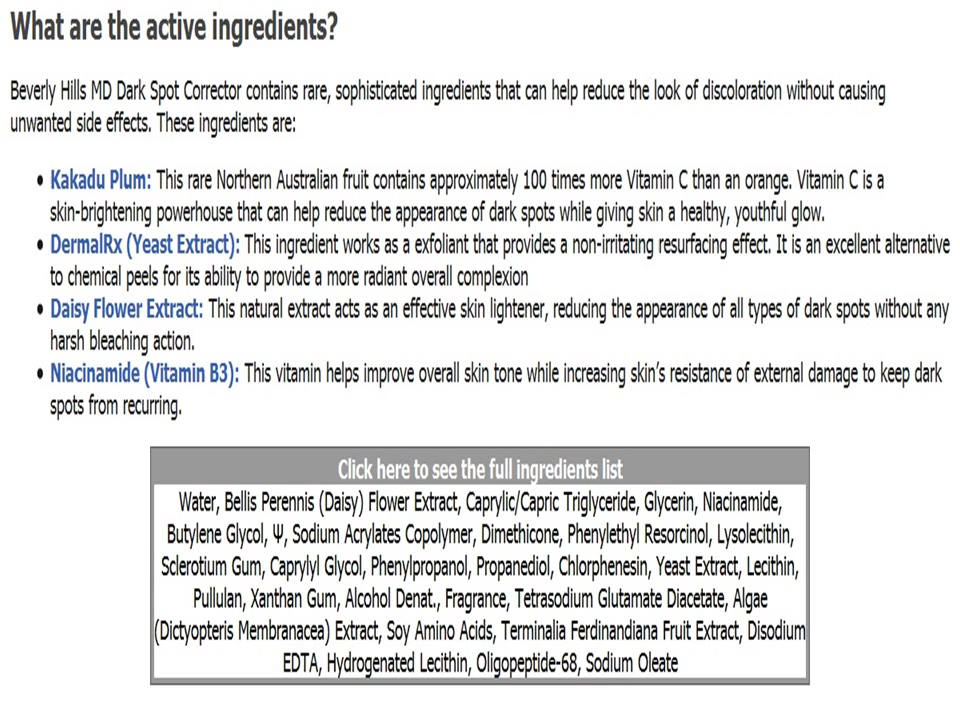 What are the active ingredients?
Beverly Hills MD Dark Spot Corrector contains rare, sophisticated ingredients that can help reduce the look of discoloration without causing
unwanted side effects. These ingredients are:
• Kakadu Plum: This rare Northern Australian fruit contains approximately 100 times more Vitamin C than an orange. Vitamin C is a
skin-brightening powerhouse that can help reduce the appearance of dark spots while giving skin a healthy, youthful glow.
• DermalRx (Yeast Extract): This ingredient works as a exfoliant that provides a non-irritating resurfacing effect. It is an excellent alternative
to chemical peels for its ability to provide a more radiant overall complexion
• Daisy Flower Extract: This natural extract acts as an effective skin lightener, reducing the appearance of all types of dark spots without any
harsh bleaching action.
• Niacinamide (Vitamin B3): This vitamin helps improve overall skin tone while increasing skin's resistance of external damage to keep dark
spots from recurring.
Click here to see the full ingredients list
Water, Bellis Perennis (Daisy) Flower Extract, Caprylic/Capric Triglyceride, Glycerin, Niacinamide,
Butylene Glycol, Ψ, Sodium Acrylates Copolymer, Dimethicone, Phenylethyl Resorcinol, Lysolecithin,
Sclerotium Gum, Caprylyl Glycol, Phenylpropanol, Propanediol, Chlorphenesin, Yeast Extract, Lecithin,
Pullulan, Xanthan Gum, Alcohol Denat., Fragrance, Tetrasodium Glutamate Diacetate, Algae
(Dictyopteris Membranacea) Extract, Soy Amino Acids, Terminalia Ferdinandiana Fruit Extract, Disodium
EDTA, Hydrogenated Lecithin, Oligopeptide-68, Sodium Oleate